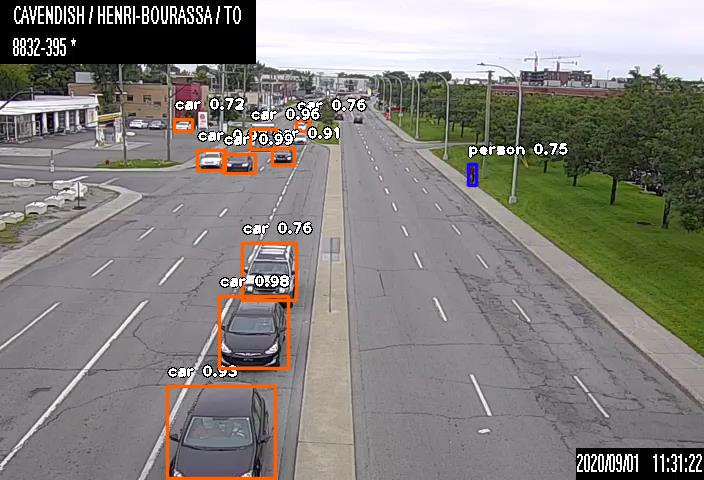 CAVENDISH / HENRI-BOURASSA / TO
8832-395 *
car 0.72
car 0.76
car 0.96
car 0.91
car 0.99
person 0.75
car 0.76
car 0.98
car 0.93
2020/09/01 11:31:22